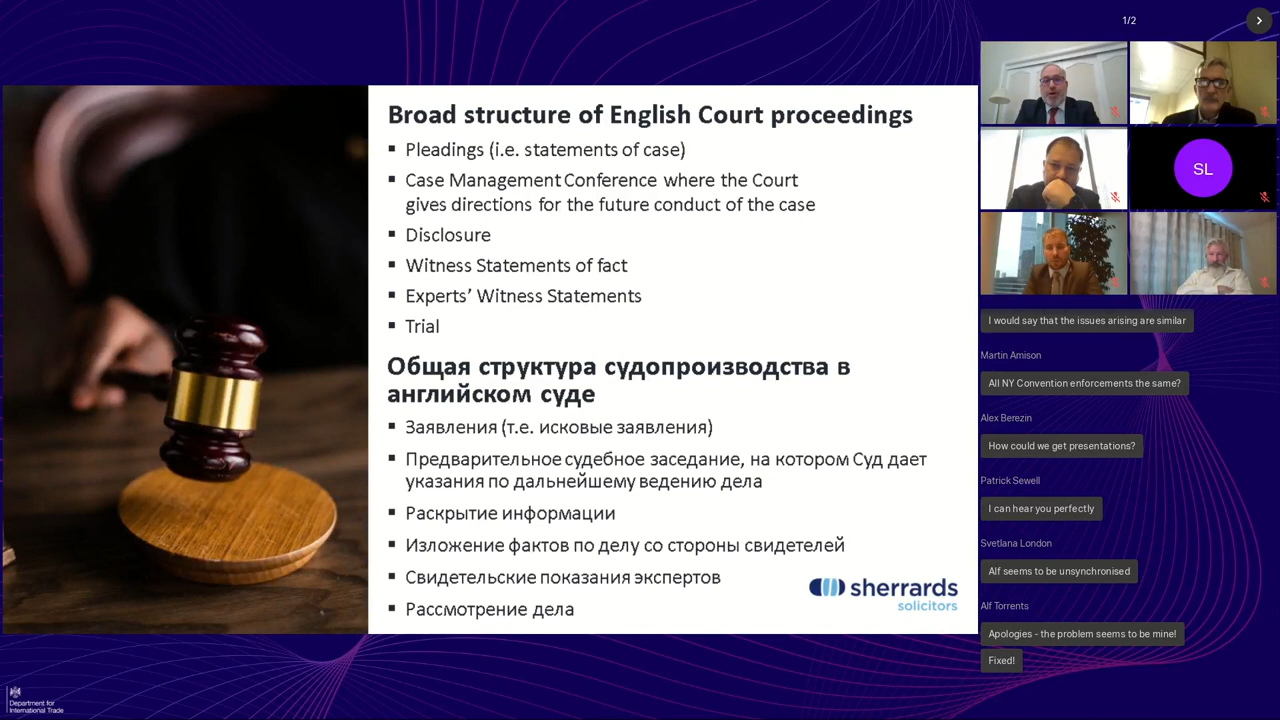 Broad structure of English Court proceedings
▪ Pleadings (i.e. statements of case)
▪ Case Management Conference where the Court
gives directions for the future conduct of the case
▪ Disclosure
▪ Witness Statements of fact
▪ Experts’ Witness Statements
▪ Trial
Общая структура судопроизводства в
английском суде
▪ Заявления (т.е. исковые заявления)
▪ Предварительное судебное заседание, на котором Суд дает
указания по дальнейшему ведению дела
▪ Раскрытие информации
▪ Изложение фактов по делу со стороны свидетелей
▪ Свидетельские показания экспертов
▪ Рассмотрение дела
sherrards
solicitors
Department for
International Trade
1/2
SL
I would say that the issues arising are similar
Martin Amison
All NY Convention enforcements the same?
Alex Berezin
How could we get presentations?
Patrick Sewell
I can hear you perfectly
Svetlana London
Alf seems to be unsynchronised
Alf Torrents
Apologies - the problem seems to be mine!
Fixed!